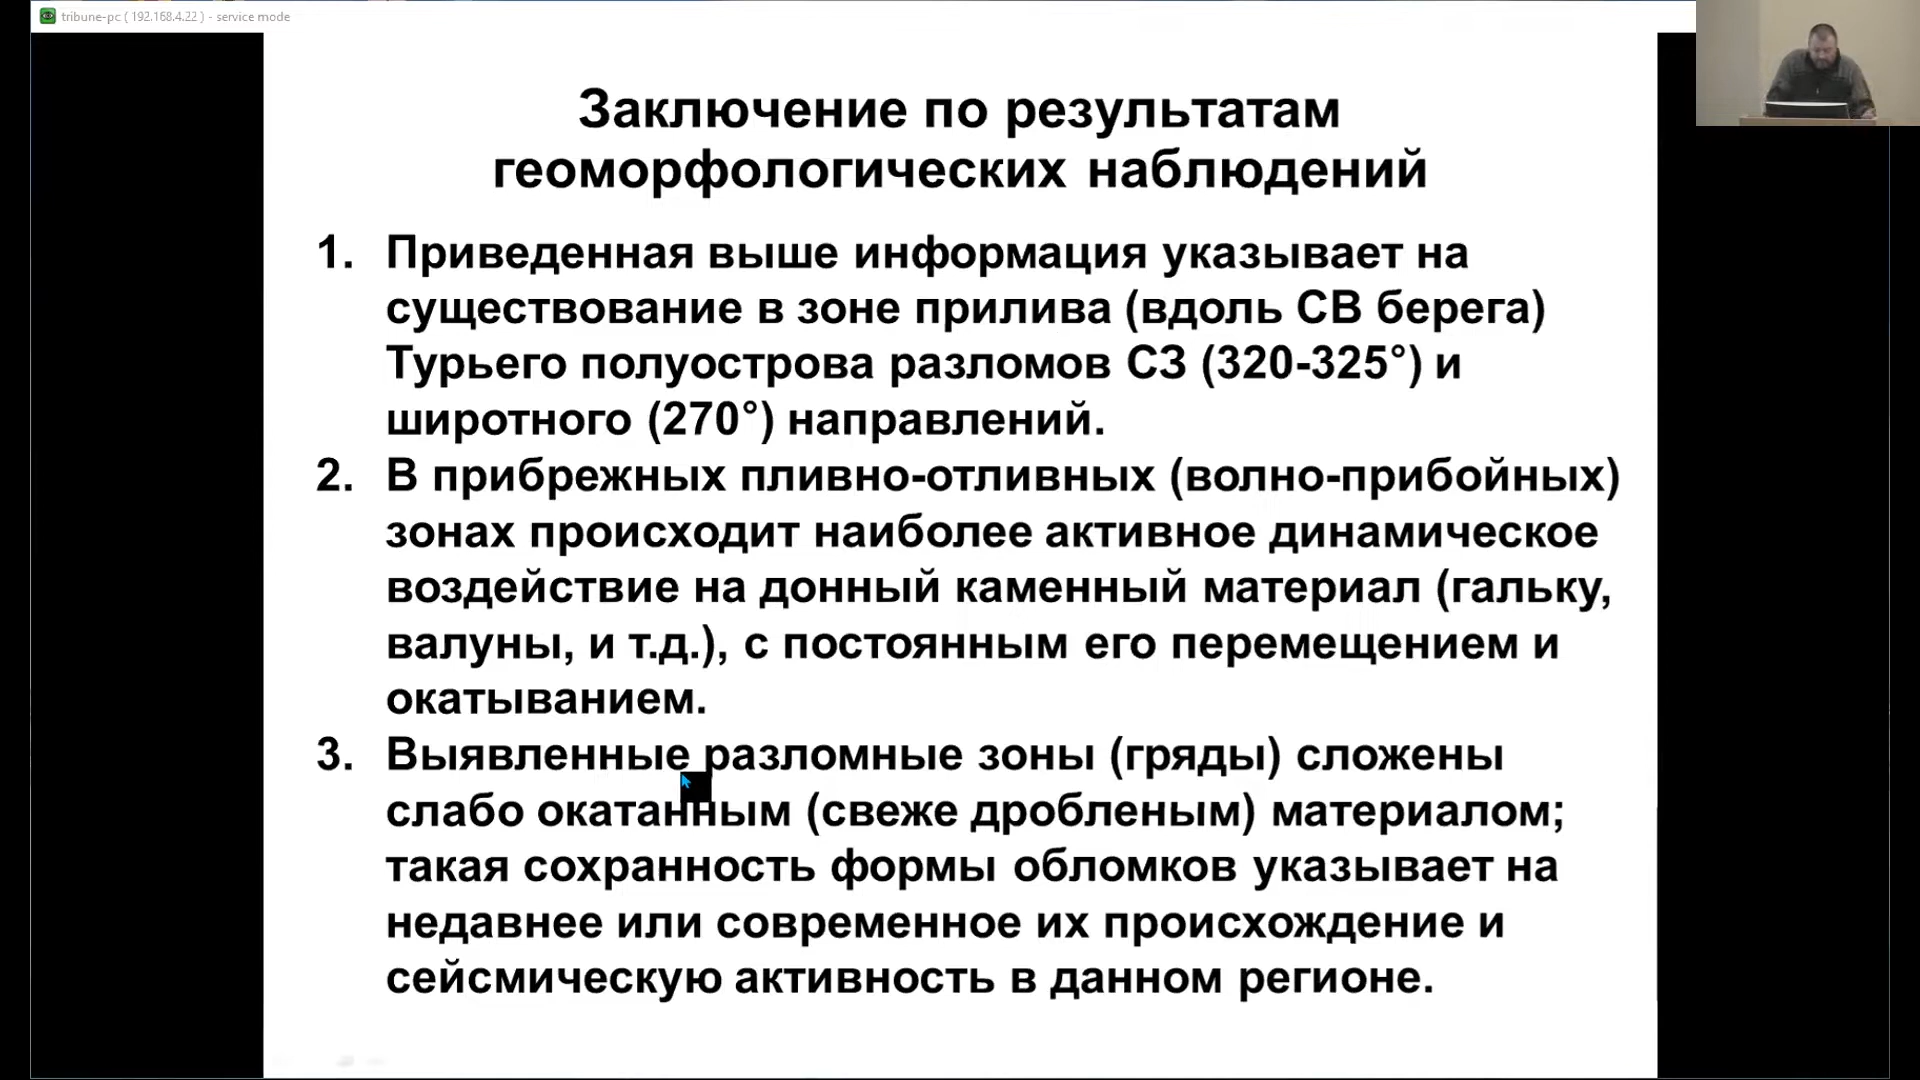 tribune-pc ( 192.168.4.22 ) - service mode
Заключение по результатам
геоморфологических наблюдений
1. Приведенная выше информация указывает на
существование в зоне прилива (вдоль СВ берега)
Турьего полуострова разломов СЗ (320-325°) и
широтного (270°) направлений.
2. В прибрежных пливно-отливных (волно-прибойных)
зонах происходит наиболее активное динамическое
воздействие на донный каменный материал (гальку,
валуны, и т.д.), с постоянным его перемещением и
окатыванием.
3. Выявленные разломные зоны (гряды) сложены
слабо окатанным (свеже дробленым) материалом;
такая сохранность формы обломков указывает на
недавнее или современное их происхождение и
сейсмическую активность в данном регионе.